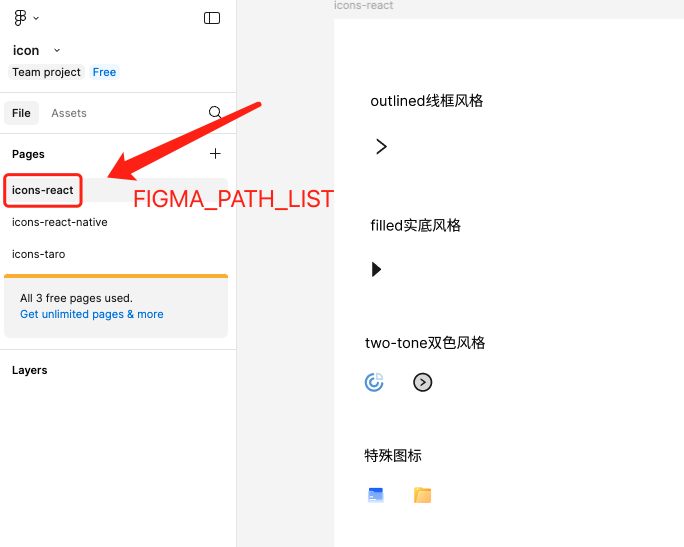 icons-react
icon
Team project Free
File Assets
Pages
icons-react
FIGMA_PATH_LIST
icons-react-native
icons-taro
All 3 free pages used.
Get unlimited pages & more
Layers
outlined线框风格
filled实底风格
two-tone双色风格
特殊图标